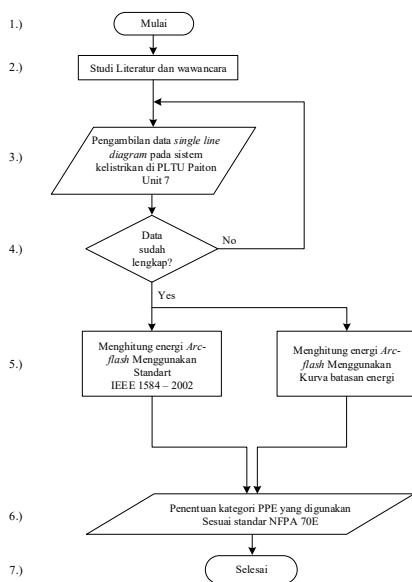 1.)
Mulai
2.)
Studi Literatur dan wawancara
3.)
Pengambilan data single line
diagram pada sistem
kelistrikan di PLTU Paiton
Unit 7
4.)
Data
sudah
lengkap?
No
Yes
5.)
Menghitung energi Arc-
flash Menggunakan
Standart
IEEE 1584 – 2002
Menghitung energi Arc-
flash Menggunakan
Kurva batasan energi
6.)
Penentuan kategori PPE yang digunakan
Sesuai standar NFPA 70E
7.)
Selesai